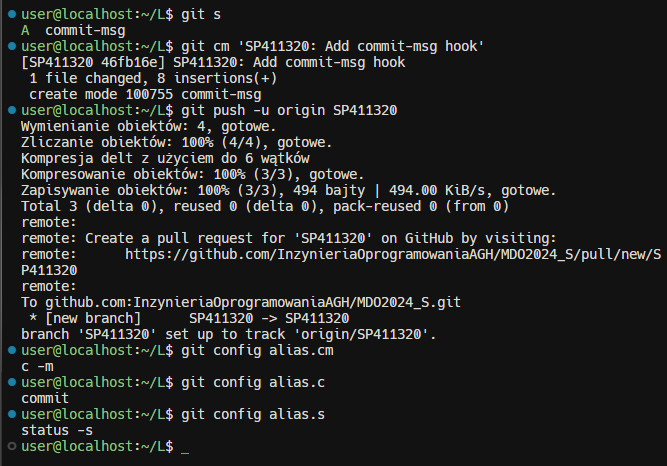 user@localhost:~/L$ git s
A  commit-msg
user@localhost:~/L$ git cm 'SP411320: Add commit-msg hook'
[SP411320 46fb16e] SP411320: Add commit-msg hook
 1 file changed, 8 insertions(+)
 create mode 100755 commit-msg
user@localhost:~/L$ git push -u origin SP411320
Wymienianie obiektów: 4, gotowe.
Zliczanie obiektów: 100% (4/4), gotowe.
Kompresja delt z użyciem do 6 wątków
Kompresowanie obiektów: 100% (3/3), gotowe.
Zapisywanie obiektów: 100% (3/3), 494 bajty | 494.00 KiB/s, gotowe.
Total 3 (delta 0), reused 0 (delta 0), pack-reused 0 (from 0)
remote:
remote: Create a pull request for 'SP411320' on GitHub by visiting:
remote:      https://github.com/InzynieriaOprogramowaniaAGH/MDO2024_S/pull/new/S
P411320
remote:
To github.com:InzynieriaOprogramowaniaAGH/MDO2024_S.git
 * [new branch]      SP411320 -> SP411320
branch 'SP411320' set up to track 'origin/SP411320'.
user@localhost:~/L$ git config alias.cm
c -m
user@localhost:~/L$ git config alias.c
commit
user@localhost:~/L$ git config alias.s
status -s
user@localhost:~/L$ _